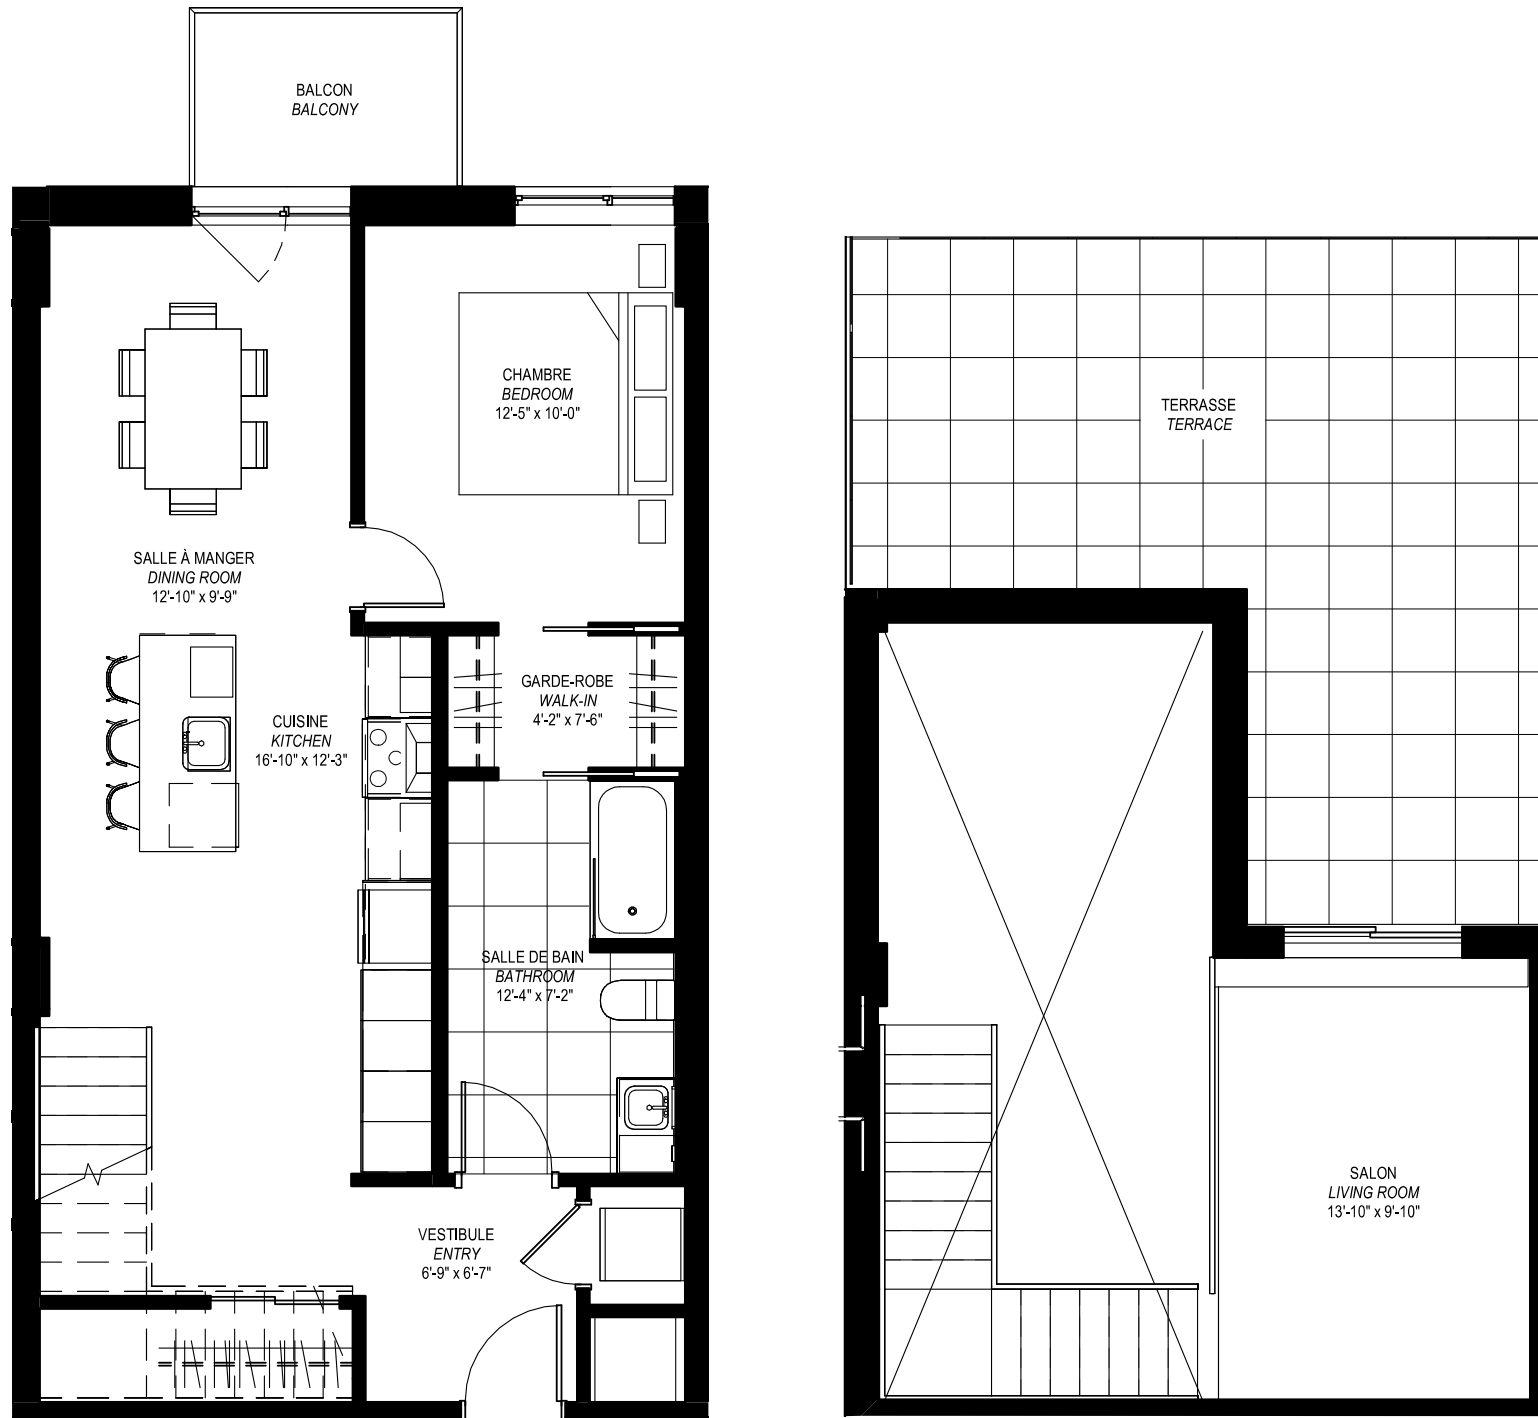 BALCON
BALCONY
CHAMBRE
BEDROOM
12'-5" x 10'-0"
SALLE À MANGER
DINING ROOM
12'-10" x 9'-9"
GARDE-ROBE
WALK-IN
4'-2" x 7'-6"
CUISINE
KITCHEN
16'-10" x 12'-3"
SALLE DE BAIN
BATHROOM
12'-4" x 7'-2"
VESTIBULE
ENTRY
6'-9" x 6'-7"
TERRASSE
TERRACE
SALON
LIVING ROOM
13'-10" x 9'-10"